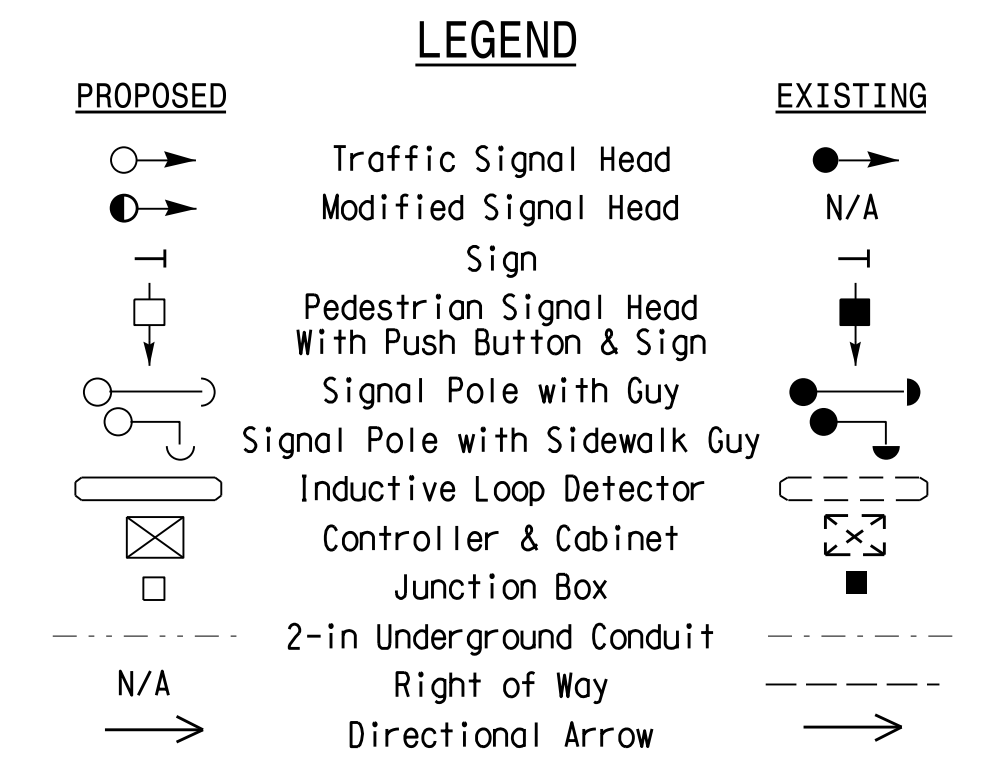 LEGEND
PROPOSED EXISTING
Traffic Signal Head
Modified Signal Head N/A
Sign
Pedestrian Signal Head
With Push Button & Sign
Signal Pole with Guy
Signal Pole with Sidewalk Guy
Inductive Loop Detector
Controller & Cabinet
Junction Box
2-in Underground Conduit
N/A Right of Way
Directional Arrow